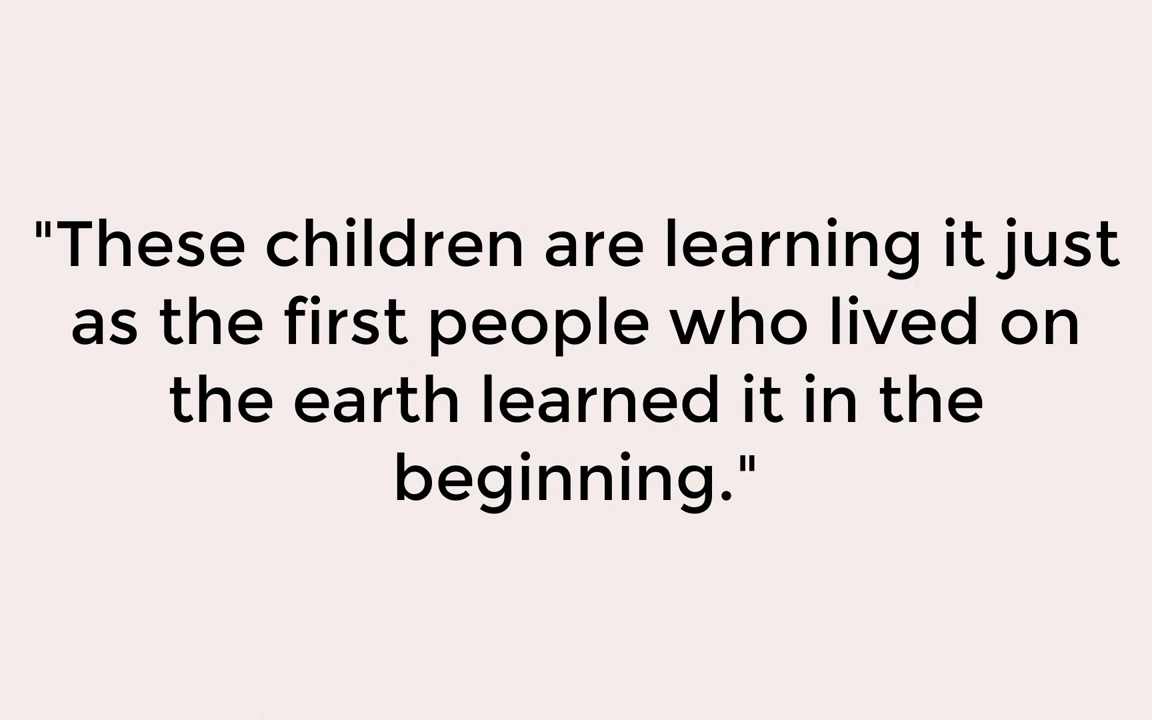 "These children are learning it just
as the first people who lived on
the earth learned it in the
beginning."